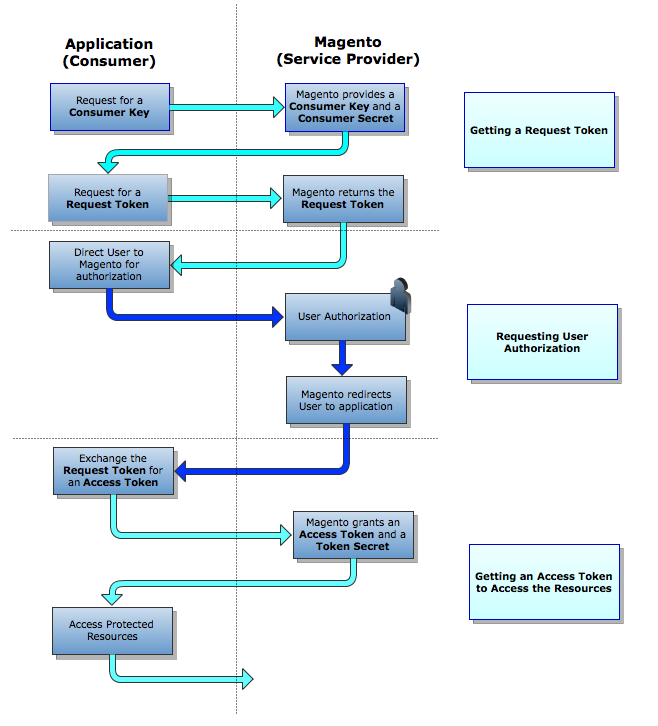 Application
(Consumer)
Magento
(Service Provider)
Request for a
Consumer Key
Magento provides a
Consumer Key and a
Consumer Secret
Getting a Request Token
Request for a
Request Token
Magento returns the
Request Token
Direct User to
Magento for
authorization
User Authorization
Requesting User
Authorization
Magento redirects
User to application
Exchange the
Request Token for
an Access Token
Magento grants an
Access Token and a
Token Secret
Getting an Access Token
to Access the Resources
Access Protected
Resources